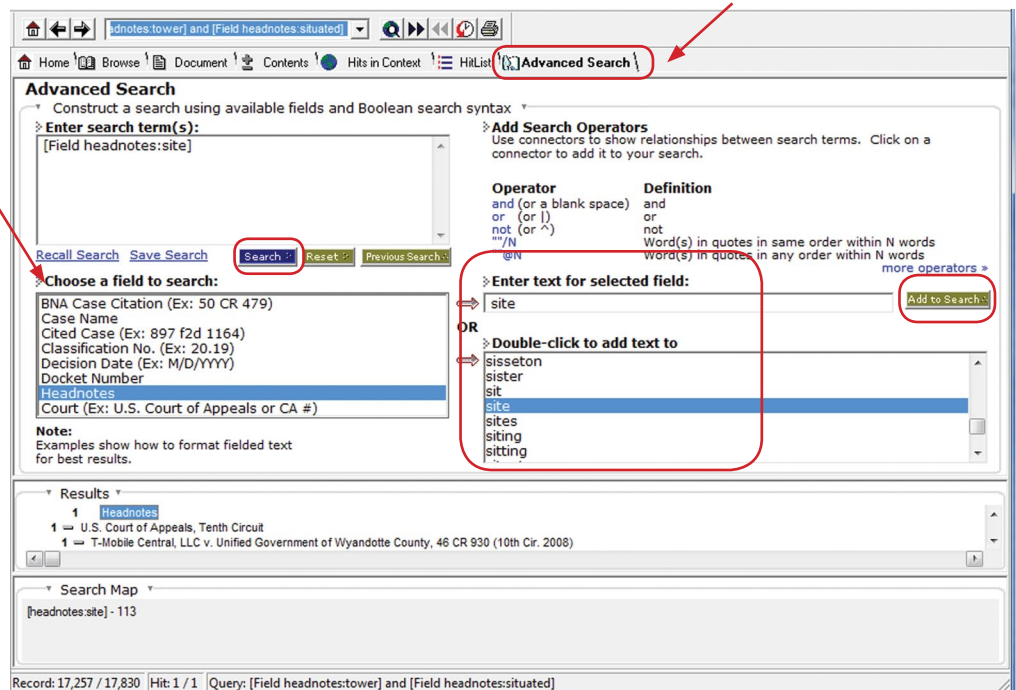 adnotes:tower] and [Field headnotes:situated]
Home Browse Document Contents Hits in Context HitList Advanced Search
Advanced Search
Construct a search using available fields and Boolean search syntax
Enter search term(s):
[Field headnotes:site]
Recall Search Save Search Search Reset Previous Search
Add Search Operators
Use connectors to show relationships between search terms. Click on a
connector to add it to your search.
Operator Definition
and (or a blank space) and
or (or |) or
not (or ^) not
""/N Word(s) in quotes in same order within N words
""@N Word(s) in quotes in any order within N words
more operators »
Choose a field to search:
BNA Case Citation (Ex: 50 CR 479)
Case Name
Cited Case (Ex: 897 f2d 1164)
Classification No. (Ex: 20.19)
Decision Date (Ex: M/D/YYYY)
Docket Number
Headnotes
Court (Ex: U.S. Court of Appeals or CA #)
Note:
Examples show how to format fielded text
for best results.
Enter text for selected field:
site Add to Search
OR
Double-click to add text to
sisseton
sister
sit
site
sites
siting
sitting
Results
1 Headnotes
1 U.S. Court of Appeals, Tenth Circuit
1 T-Mobile Central, LLC v. Unified Government of Wyandotte County, 46 CR 930 (10th Cir. 2008)
Search Map
[headnotes:site] - 113
Record: 17,257 / 17,830 Hit: 1 / 1 Query: [Field headnotes:tower] and [Field headnotes:situated]